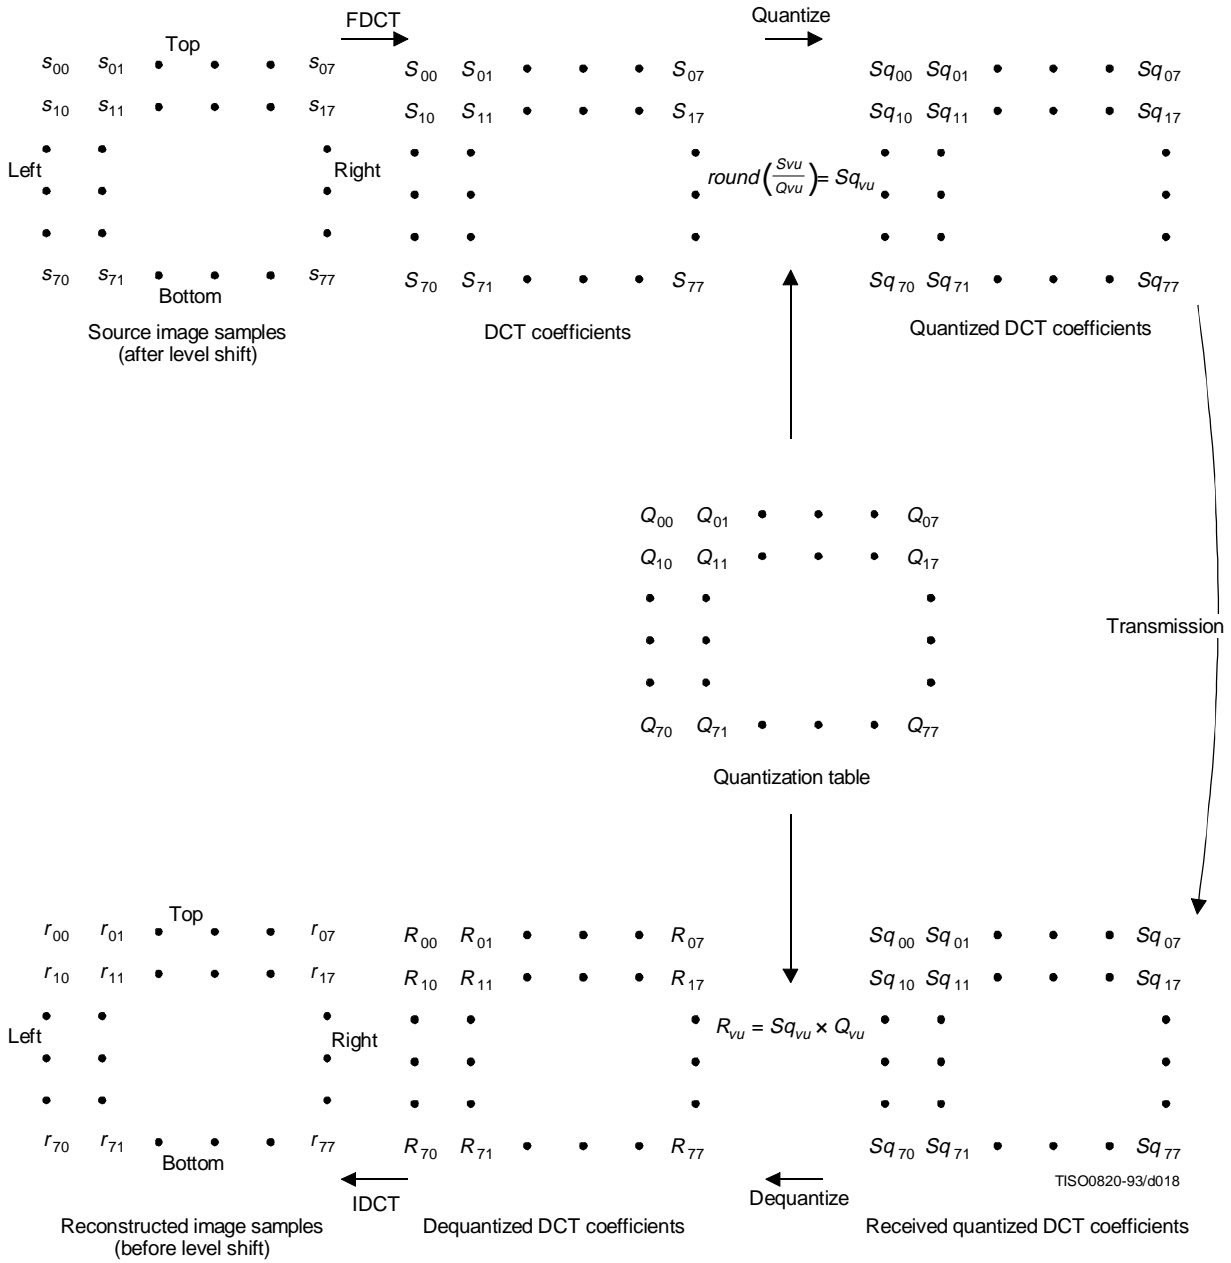 FDCT
Quantize
Top
s00 s01 • • • s07
S00 S01 • • • S07
Sq00 Sq01 • • • Sq07
s10 s11 • • • s17
S10 S11 • • • S17
Sq10 Sq11 • • • Sq17
Left
Right
round(Svu/Qvu) = Sqvu
s70 s71 • • • s77
S70 S71 • • • S77
Sq70 Sq71 • • • Sq77
Bottom
Source image samples
(after level shift)
DCT coefficients
Quantized DCT coefficients
Q00 Q01 • • • Q07
Q10 Q11 • • • Q17
Transmission
Q70 Q71 • • • Q77
Quantization table
Top
r00 r01 • • • r07
R00 R01 • • • R07
Sq00 Sq01 • • • Sq07
r10 r11 • • • r17
R10 R11 • • • R17
Sq10 Sq11 • • • Sq17
Left
Right
Rvu = Sqvu × Qvu
r70 r71 • • • r77
R70 R71 • • • R77
Sq70 Sq71 • • • Sq77
Bottom
TISO0820-93/d018
IDCT
Dequantize
Reconstructed image samples
(before level shift)
Dequantized DCT coefficients
Received quantized DCT coefficients